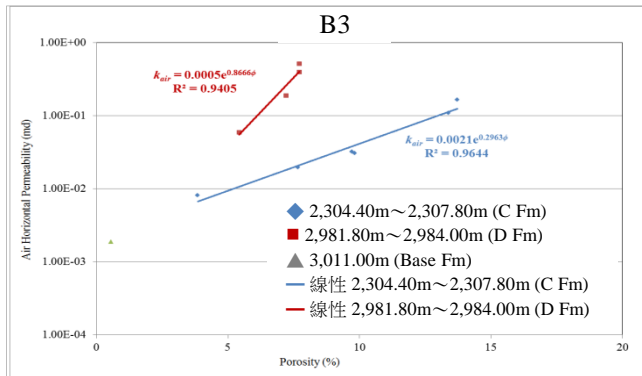 B3
1.00E+00
1.00E-01
1.00E-02
1.00E-03
1.00E-04
Air Horizontal Permeability (md)
k_air = 0.0005e^0.8666ϕ
R² = 0.9405
k_air = 0.0021e^0.2963ϕ
R² = 0.9644
2,304.40m～2,307.80m (C Fm)
2,981.80m～2,984.00m (D Fm)
3,011.00m (Base Fm)
線性 2,304.40m～2,307.80m (C Fm)
線性 2,981.80m～2,984.00m (D Fm)
0 5 10 15 20
Porosity (%)